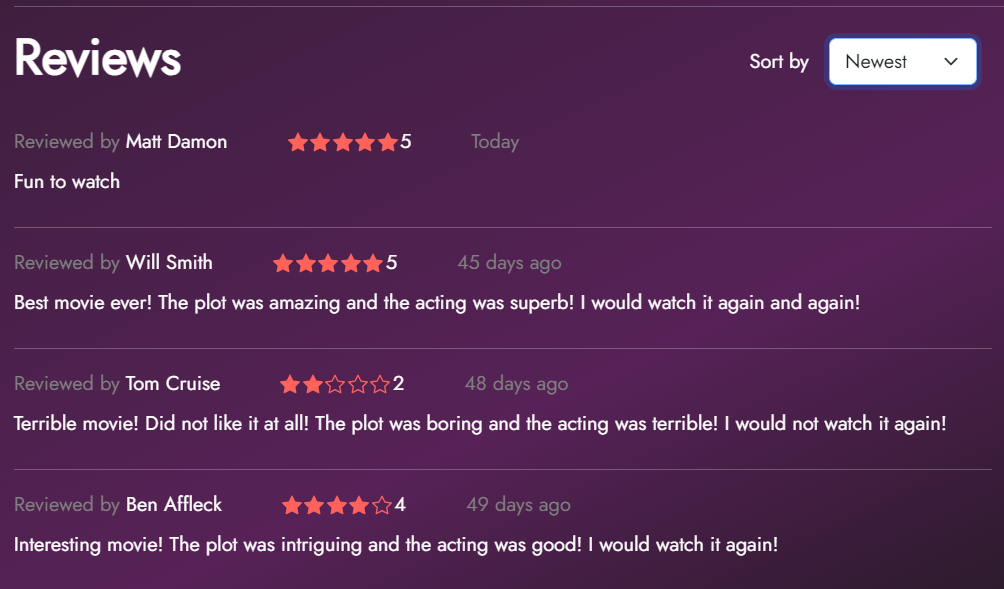 Reviews
Sort by Newest
Reviewed by Matt Damon 5 Today
Fun to watch
Reviewed by Will Smith 5 45 days ago
Best movie ever! The plot was amazing and the acting was superb! I would watch it again and again!
Reviewed by Tom Cruise 2 48 days ago
Terrible movie! Did not like it at all! The plot was boring and the acting was terrible! I would not watch it again!
Reviewed by Ben Affleck 4 49 days ago
Interesting movie! The plot was intriguing and the acting was good! I would watch it again!